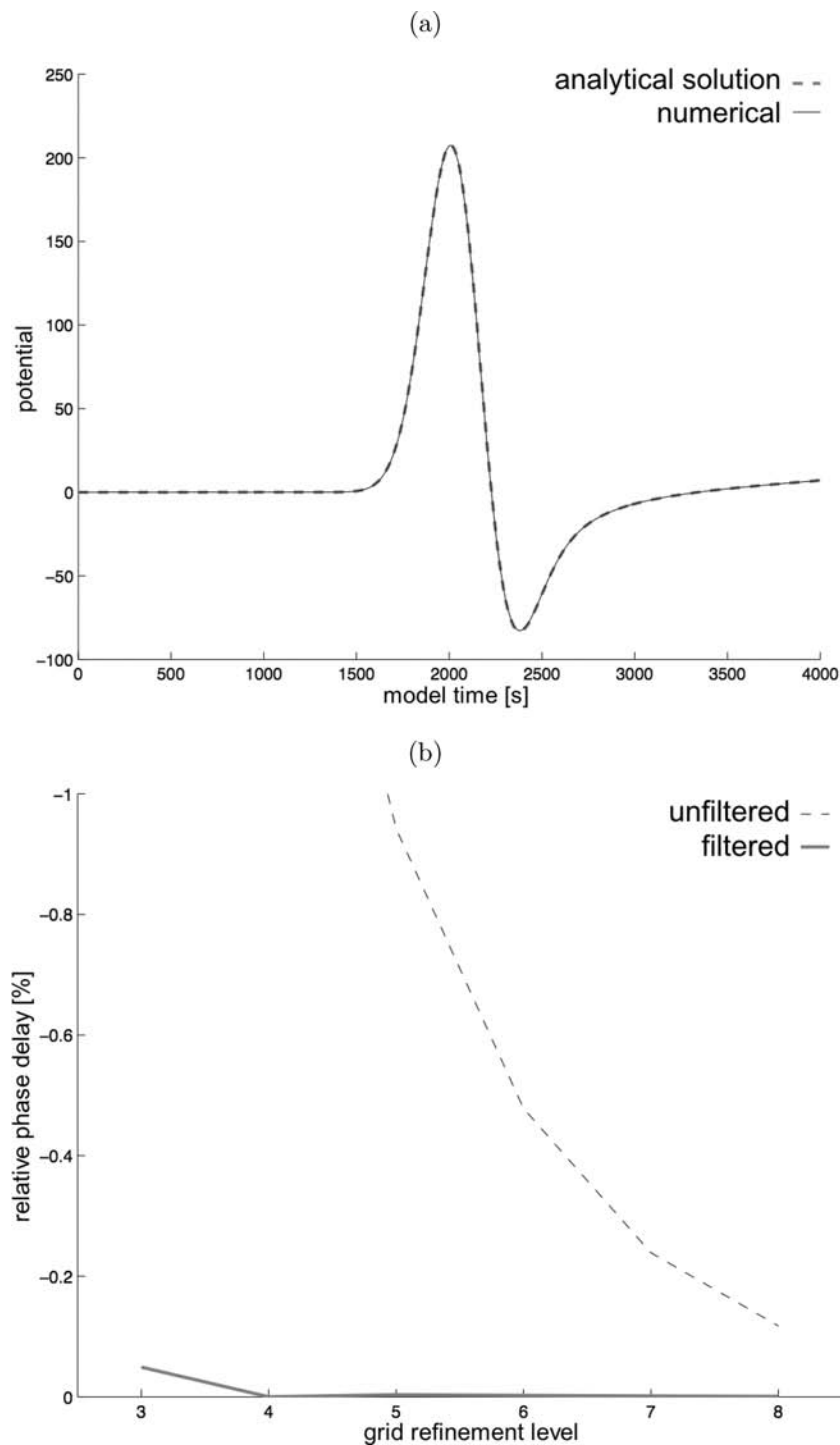 (a)
250
200
150
100
50
0
−50
−100
potential
analytical solution
numerical
0 500 1000 1500 2000 2500 3000 3500 4000
model time [s]
(b)
−1
−0.8
−0.6
−0.4
−0.2
0
relative phase delay [%]
unfiltered
filtered
3 4 5 6 7 8
grid refinement level